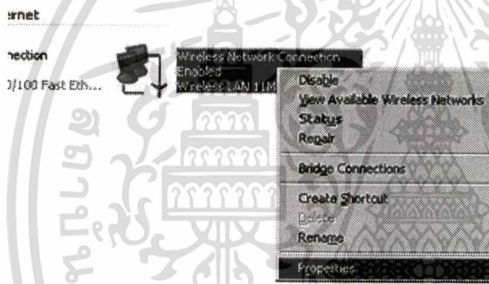 ernet
nection
0/100 Fast Eth...
Wireless Network Connection
Enabled
Wireless LAN 11M
Disable
View Available Wireless Networks
Status
Repair
Bridge Connections
Create Shortcut
Delete
Rename
Properties